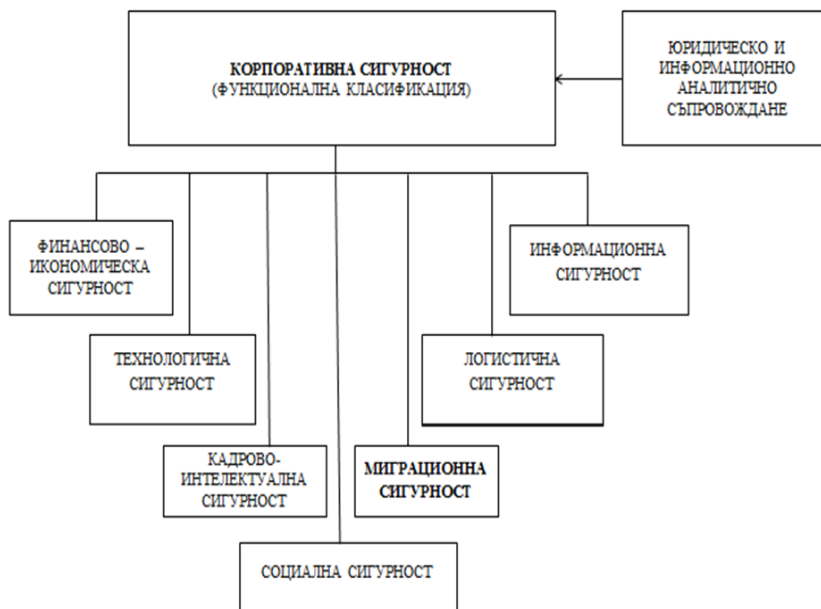 КОРПОРАТИВНА СИГУРНОСТ
(ФУНКЦИОНАЛНА КЛАСИФИКАЦИЯ)
ЮРИДИЧЕСКО И
ИНФОРМАЦИОННО
АНАЛИТИЧНО
СЪПРОВОЖДАНЕ
ФИНАНСОВО –
ИКОНОМИЧЕСКА
СИГУРНОСТ
ИНФОРМАЦИОННА
СИГУРНОСТ
ТЕХНОЛОГИЧНА
СИГУРНОСТ
ЛОГИСТИЧНА
СИГУРНОСТ
КАДРОВО-
ИНТЕЛЕКТУАЛНА
СИГУРНОСТ
МИГРАЦИОННА
СИГУРНОСТ
СОЦИАЛНА СИГУРНОСТ